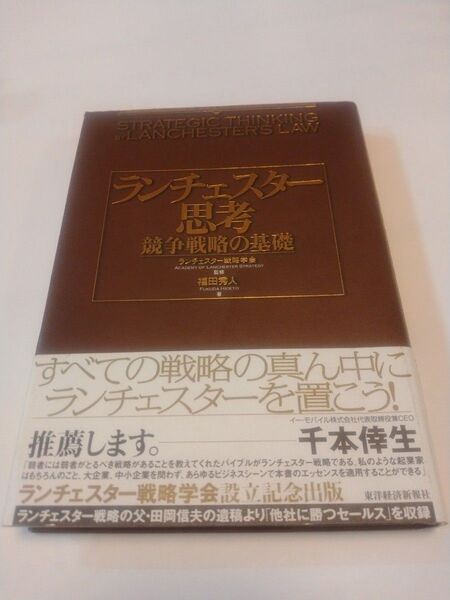 STRATEGIC THINKING
BY LANCHESTER'S LAW
ランチェスター
思考
競争戦略の基礎
ランチェスター戦略学会
ACADEMY OF LANCHESTER STRATEGY
監修
福田秀人
FUKUDA HIDETO
著
すべての戦略の真ん中に
ランチェスターを置こう!
イー・モバイル株式会社代表取締役兼CEO
推薦します。 千本倖生
「弱者には弱者がとるべき戦略があることを教えてくれたバイブルがランチェスター戦略である。私のような起業家
はもちろんのこと、大企業、中小企業を問わず、あらゆるビジネスシーンで本書のエッセンスを適用することができる」
ランチェスター戦略学会設立記念出版 東洋経済新報社
ランチェスター戦略の父・田岡信夫の遺稿より「他社に勝つセールス」を収録